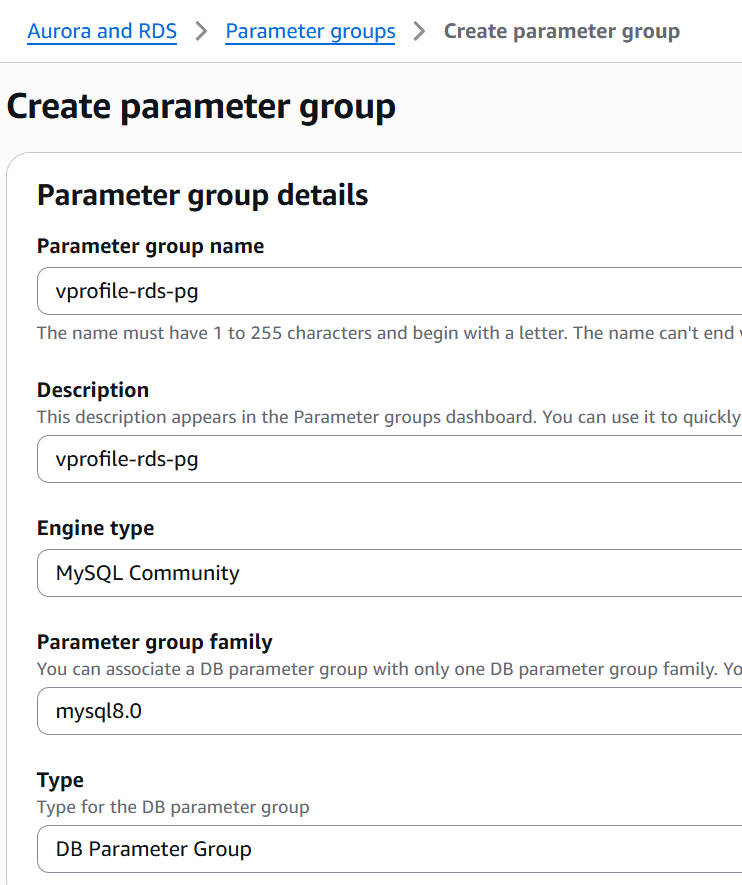 Aurora and RDS > Parameter groups > Create parameter group
Create parameter group
Parameter group details
Parameter group name
vprofile-rds-pg
The name must have 1 to 255 characters and begin with a letter. The name can't end
Description
This description appears in the Parameter groups dashboard. You can use it to quickly
vprofile-rds-pg
Engine type
MySQL Community
Parameter group family
You can associate a DB parameter group with only one DB parameter group family.
mysql8.0
Type
Type for the DB parameter group
DB Parameter Group